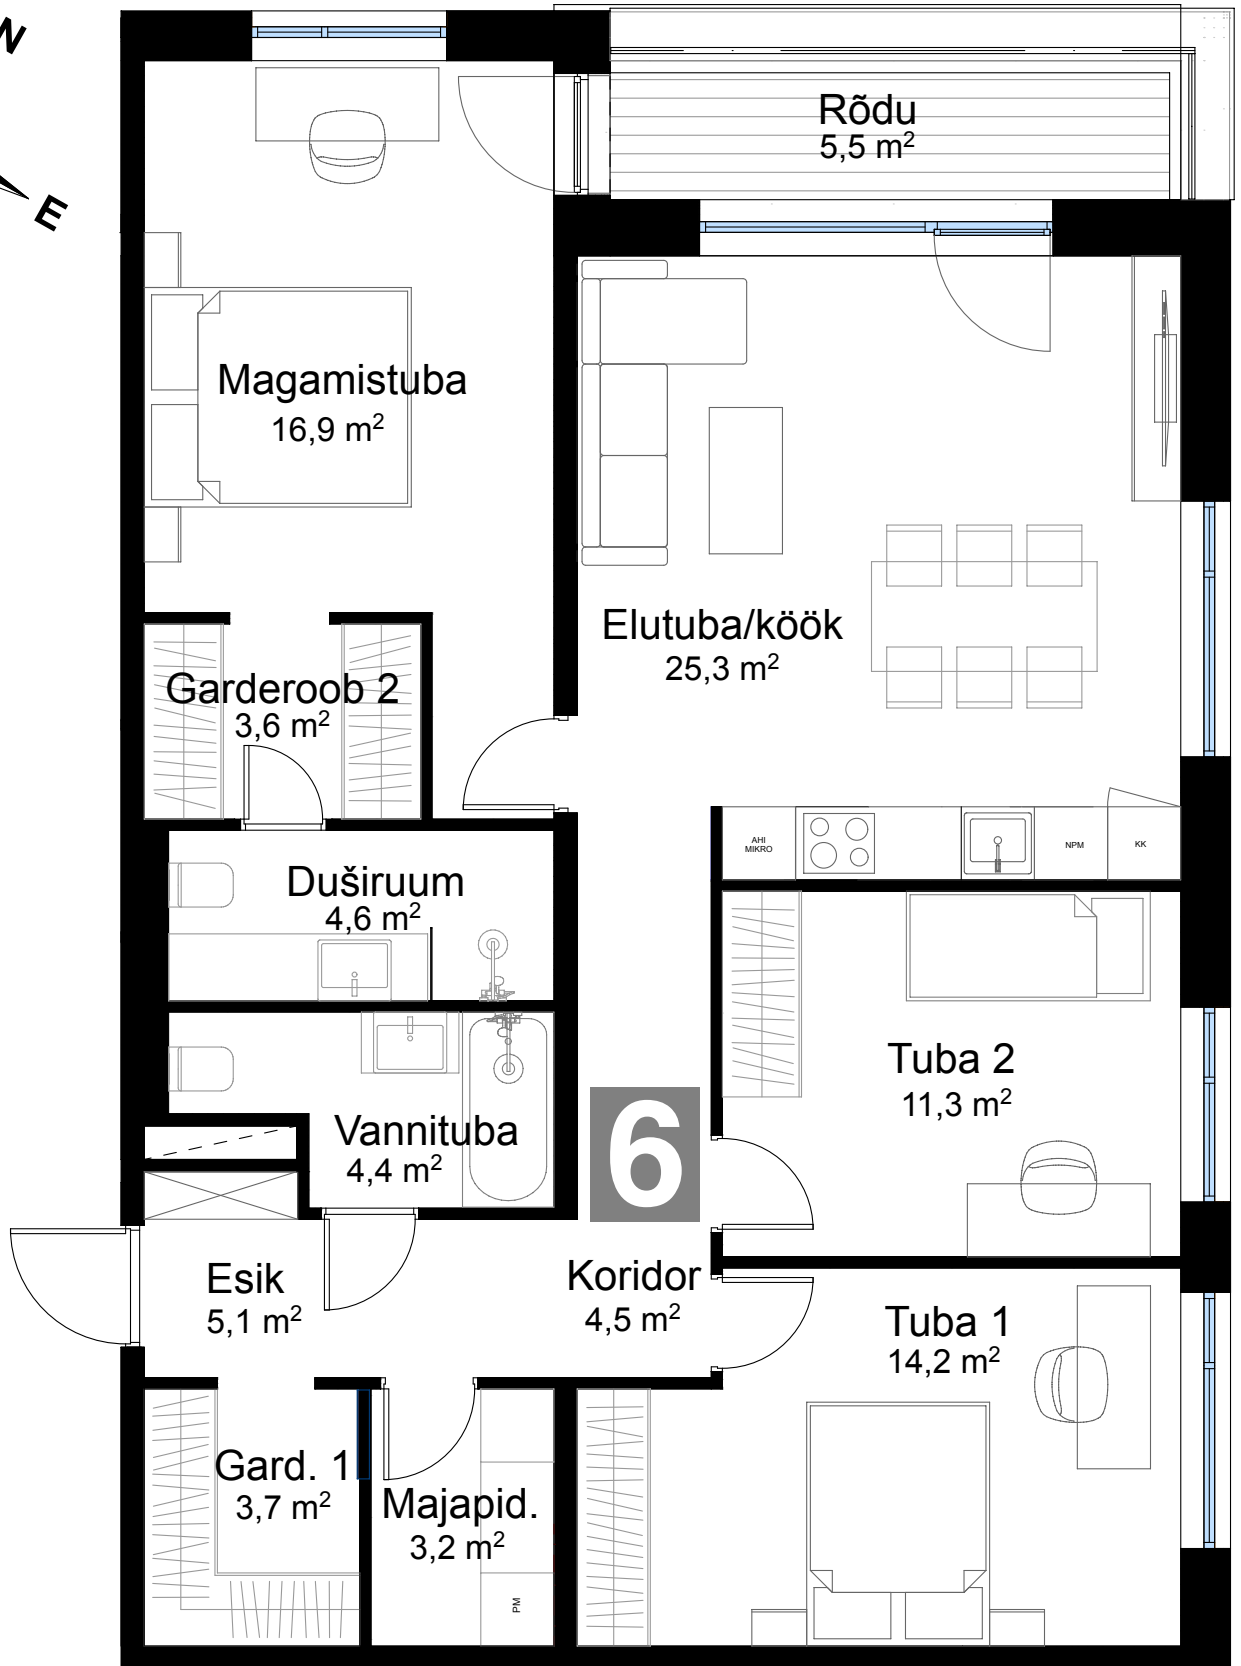 N
E
Rõdu
5,5 m²
Magamistuba
16,9 m²
Elutuba/köök
25,3 m²
Garderoob 2
3,6 m²
AHI
MIKRO
NPM
KK
Duširuum
4,6 m²
Tuba 2
11,3 m²
Vannituba
4,4 m²
6
Esik
5,1 m²
Koridor
4,5 m²
Tuba 1
14,2 m²
Gard. 1
3,7 m²
Majapid.
3,2 m²
PM